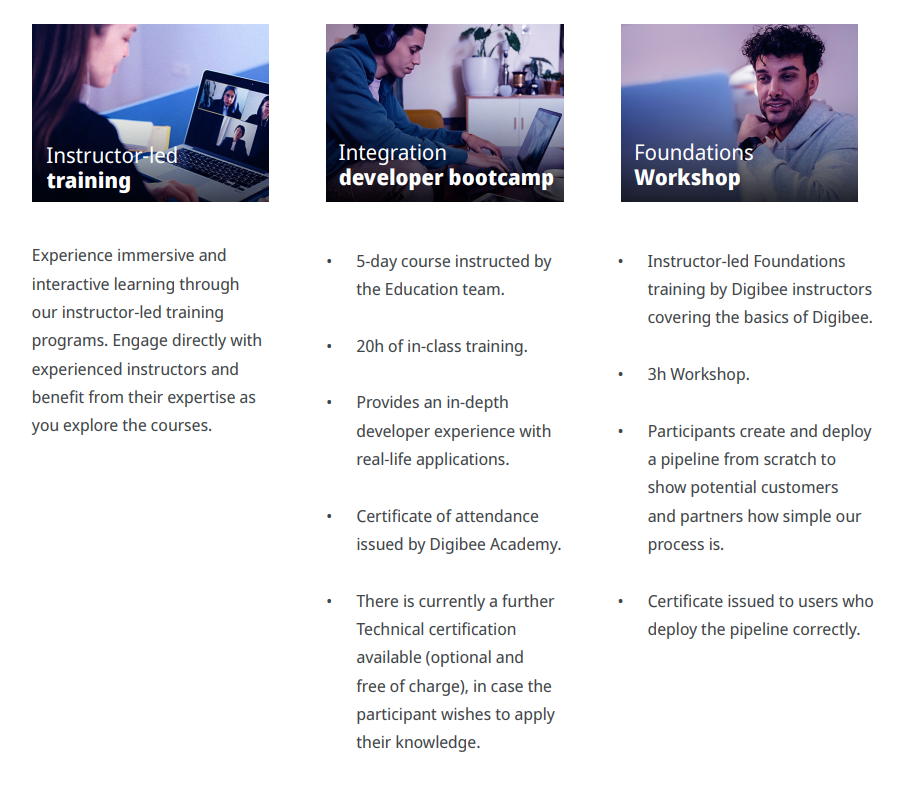 Instructor-led
training
Experience immersive and
interactive learning through
our instructor-led training
programs. Engage directly with
experienced instructors and
benefit from their expertise as
you explore the courses.
Integration
developer bootcamp
• 5-day course instructed by
the Education team.
• 20h of in-class training.
• Provides an in-depth
developer experience with
real-life applications.
• Certificate of attendance
issued by Digibee Academy.
• There is currently a further
Technical certification
available (optional and
free of charge), in case the
participant wishes to apply
their knowledge.
Foundations
Workshop
• Instructor-led Foundations
training by Digibee instructors
covering the basics of Digibee.
• 3h Workshop.
• Participants create and deploy
a pipeline from scratch to
show potential customers
and partners how simple our
process is.
• Certificate issued to users who
deploy the pipeline correctly.